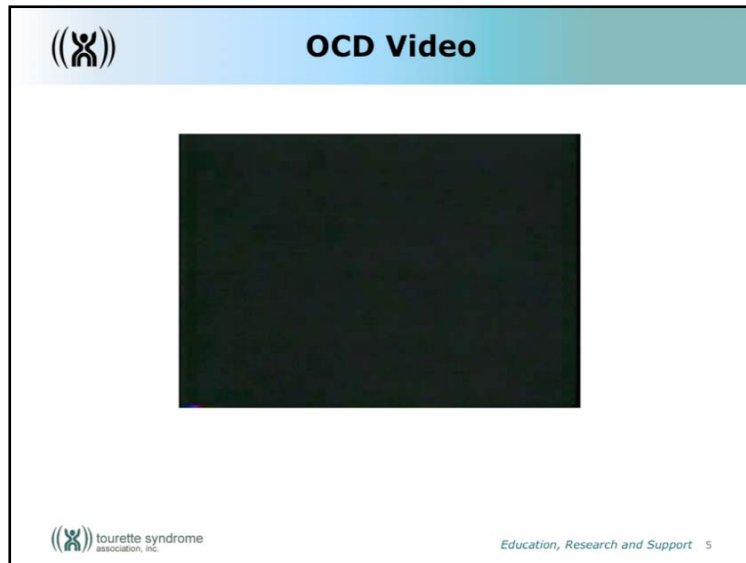 OCD Video
tourette syndrome
association, inc.
Education, Research and Support 5